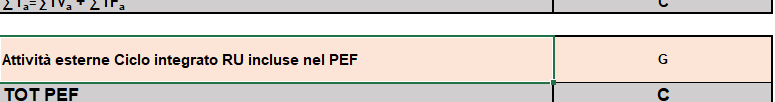 ∑Ta=∑TVa + ∑TFa C
Attività esterne Ciclo integrato RU incluse nel PEF G
TOT PEF C